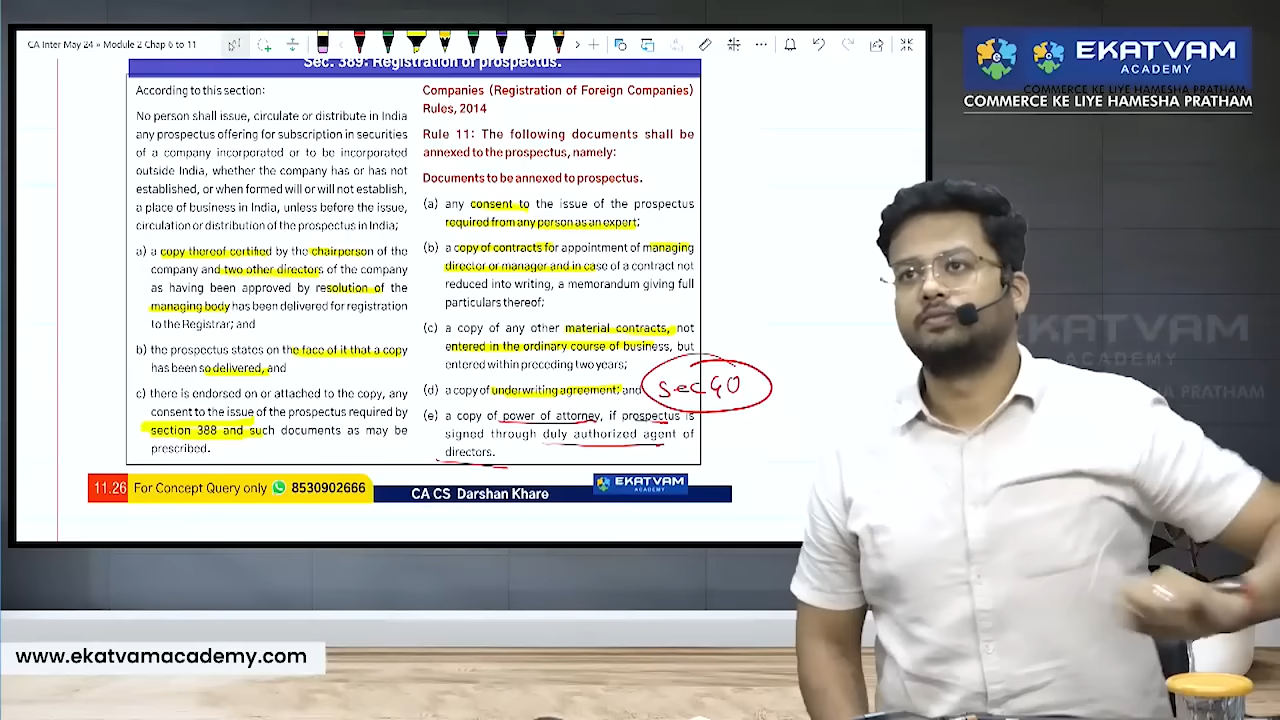 CA Inter May 24 » Module 2 Chap 6 to 11
Sec. 389: Registration of prospectus.
According to this section:
No person shall issue, circulate or distribute in India
any prospectus offering for subscription in securities
of a company incorporated or to be incorporated
outside India, whether the company has or has not
established, or when formed will or will not establish,
a place of business in India, unless before the issue,
circulation or distribution of the prospectus in India;
a) a copy thereof certified by the chairperson of the
company and two other directors of the company
as having been approved by resolution of the
managing body has been delivered for registration
to the Registrar; and
b) the prospectus states on the face of it that a copy
has been so delivered, and
c) there is endorsed on or attached to the copy, any
consent to the issue of the prospectus required by
section 388 and such documents as may be
prescribed.
Companies (Registration of Foreign Companies)
Rules, 2014
Rule 11: The following documents shall be
annexed to the prospectus, namely:
Documents to be annexed to prospectus.
(a) any consent to the issue of the prospectus
required from any person as an expert;
(b) a copy of contracts for appointment of managing
director or manager and in case of a contract not
reduced into writing, a memorandum giving full
particulars thereof;
(c) a copy of any other material contracts, not
entered in the ordinary course of business, but
entered within preceding two years;
(d) a copy of underwriting agreement; and
sec 40
(e) a copy of power of attorney, if prospectus is
signed through duly authorized agent of
directors.
11.26 For Concept Query only 8530902666
CA CS Darshan Khare
EKATVAM
ACADEMY
EKATVAM
ACADEMY
COMMERCE KE LIYE HAMESHA PRATHAM
COMMERCE KE LIYE HAMESHA PRATHAM
EKATVAM
www.ekatvamacademy.com